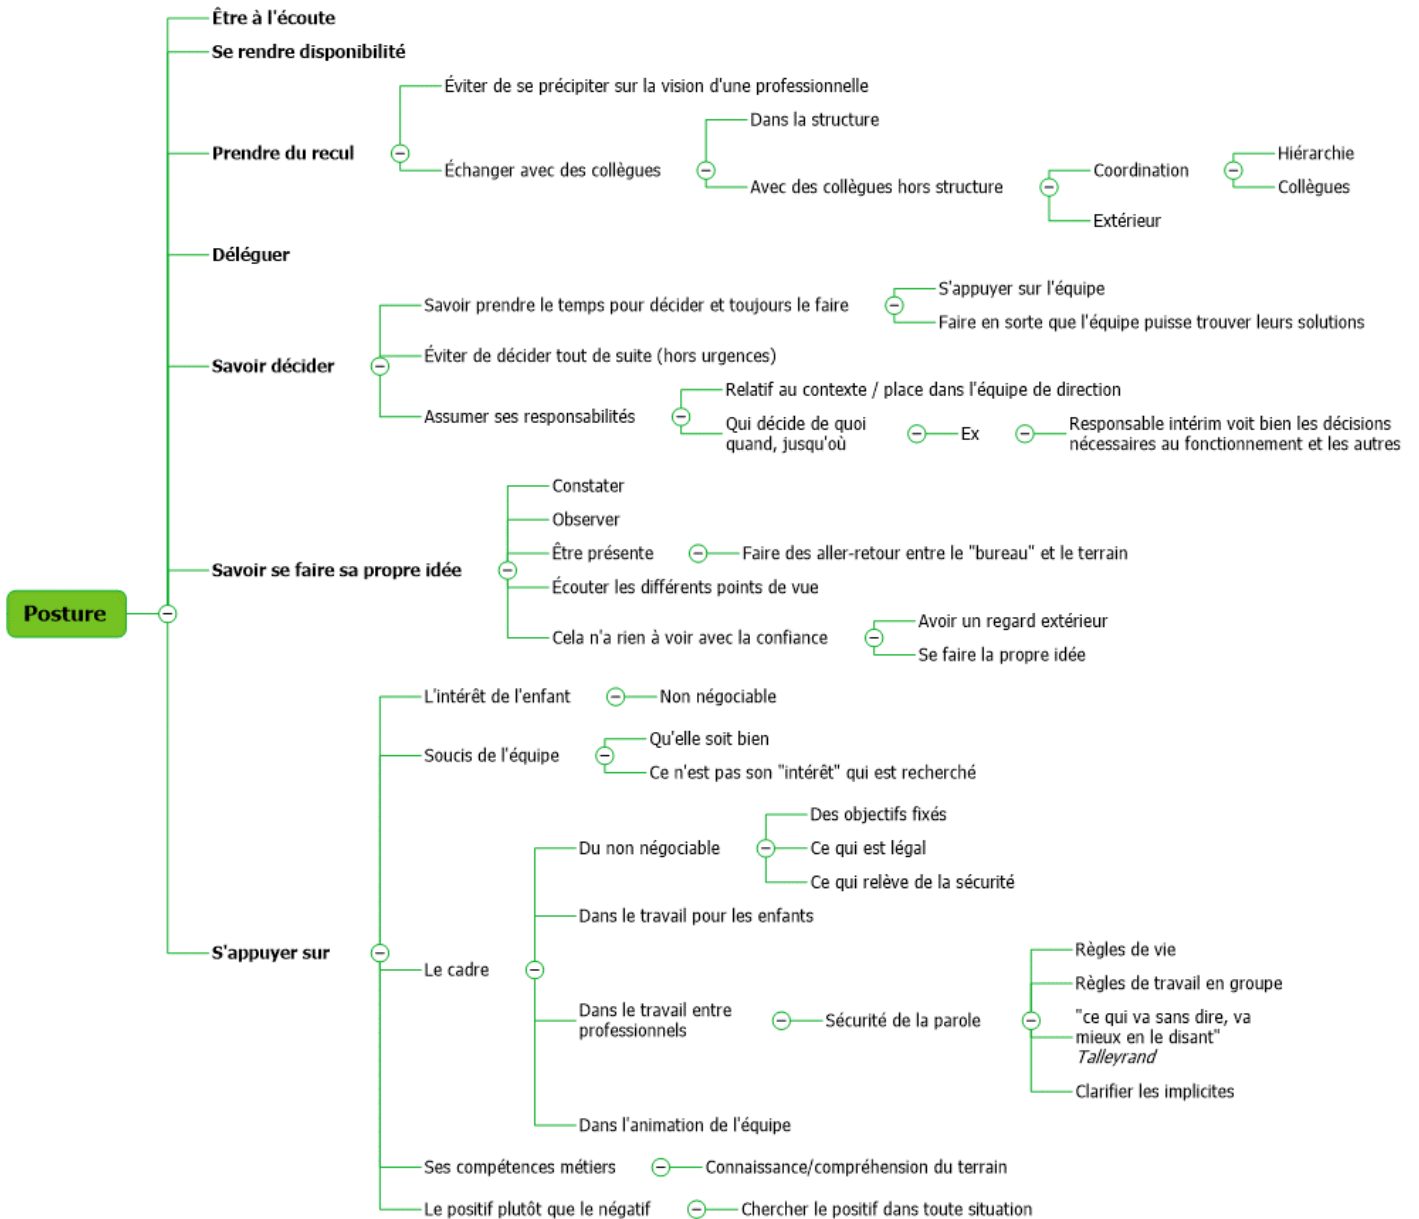 Posture
Être à l'écoute
Se rendre disponibilité
Prendre du recul
Éviter de se précipiter sur la vision d'une professionnelle
Échanger avec des collègues
Dans la structure
Avec des collègues hors structure
Coordination
Hiérarchie
Collègues
Extérieur
Déléguer
Savoir décider
Savoir prendre le temps pour décider et toujours le faire
S'appuyer sur l'équipe
Faire en sorte que l'équipe puisse trouver leurs solutions
Éviter de décider tout de suite (hors urgences)
Assumer ses responsabilités
Relatif au contexte / place dans l'équipe de direction
Qui décide de quoi
quand, jusqu'où
Ex
Responsable intérim voit bien les décisions
nécessaires au fonctionnement et les autres
Savoir se faire sa propre idée
Constater
Observer
Être présente
Faire des aller-retour entre le "bureau" et le terrain
Écouter les différents points de vue
Cela n'a rien à voir avec la confiance
Avoir un regard extérieur
Se faire la propre idée
S'appuyer sur
L'intérêt de l'enfant
Non négociable
Soucis de l'équipe
Qu'elle soit bien
Ce n'est pas son "intérêt" qui est recherché
Le cadre
Du non négociable
Des objectifs fixés
Ce qui est légal
Ce qui relève de la sécurité
Dans le travail pour les enfants
Dans le travail entre
professionnels
Sécurité de la parole
Règles de vie
Règles de travail en groupe
"ce qui va sans dire, va
mieux en le disant"
Talleyrand
Clarifier les implicites
Dans l'animation de l'équipe
Ses compétences métiers
Connaissance/compréhension du terrain
Le positif plutôt que le négatif
Chercher le positif dans toute situation